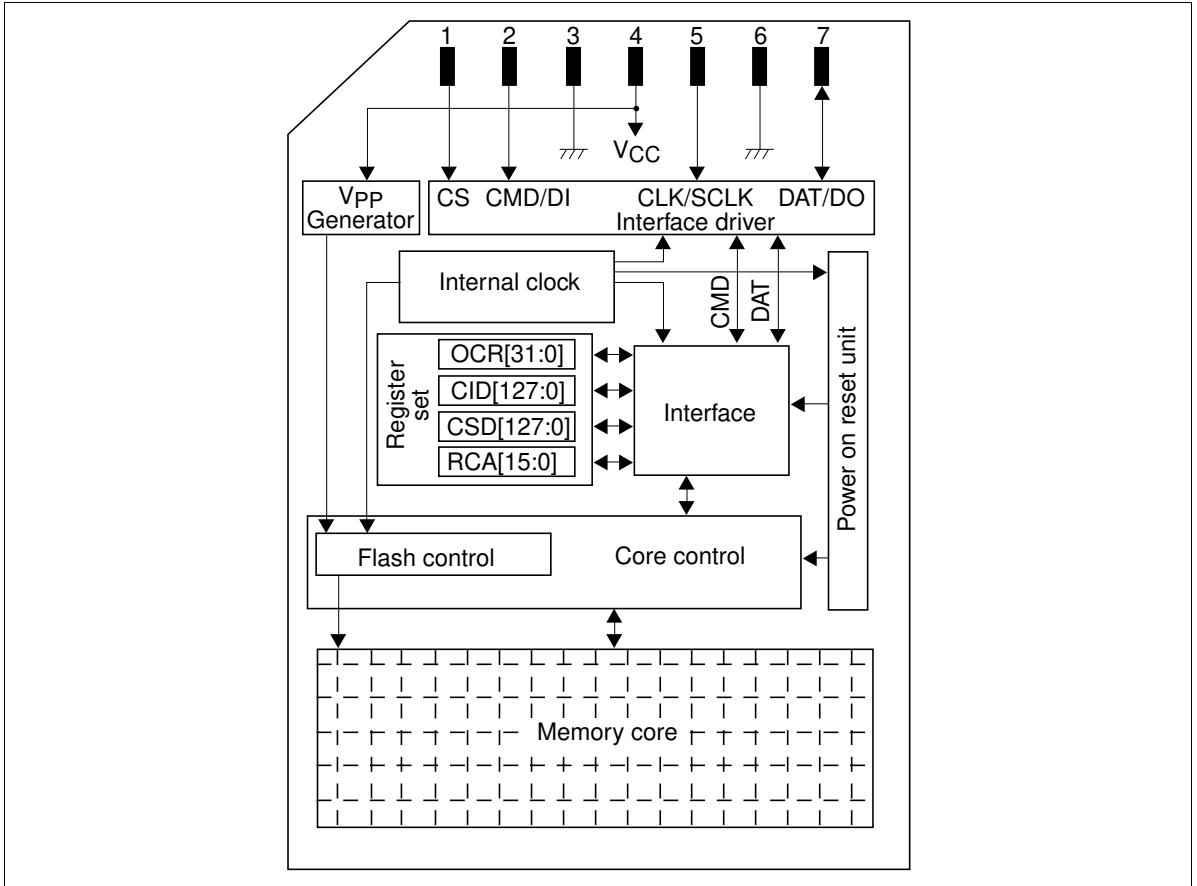 1 2 3 4 5 6 7
VCC
VPP
Generator
CS CMD/DI CLK/SCLK DAT/DO
Interface driver
Internal clock
CMD
DAT
Power on reset unit
Register
set
OCR[31:0]
CID[127:0]
CSD[127:0]
RCA[15:0]
Interface
Flash control
Core control
Memory core